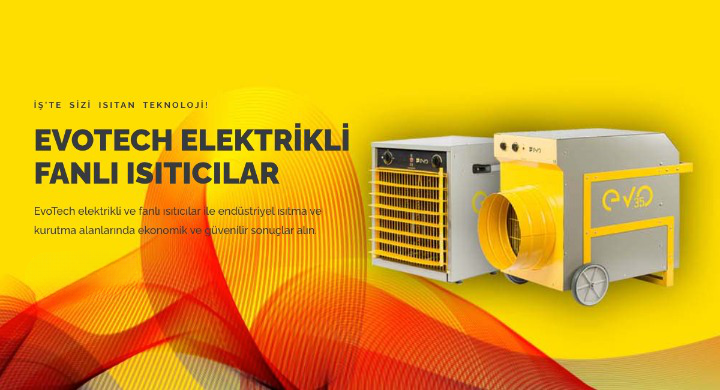 İŞ'TE SİZİ ISITAN TEKNOLOJİ!
EVOTECH ELEKTRİKLİ
FANLI ISITICILAR
EvoTech elektrikli ve fanlı ısıtıcılar ile endüstriyel ısıtma ve
kurutma alanlarında ekonomik ve güvenilir sonuçlar alın.
evo
35